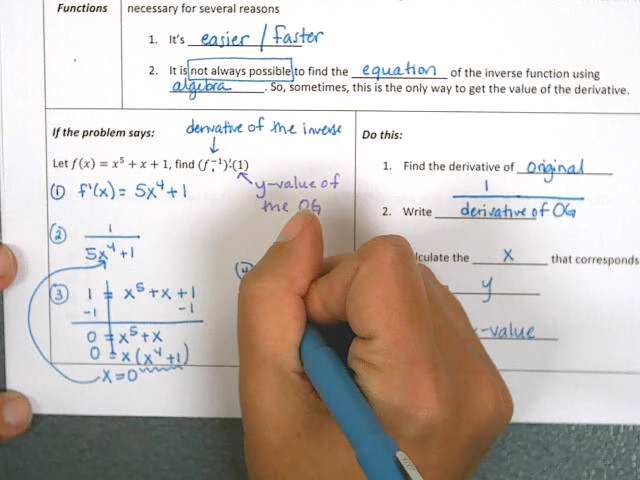 Functions
necessary for several reasons
1. It's easier / faster
2. It is not always possible to find the equation of the inverse function using
algebra. So, sometimes, this is the only way to get the value of the derivative.
If the problem says:
derivative of the inverse
Let f(x) = x⁵ + x + 1, find (f⁻¹)'(1)
y-value of
the OG
① f'(x) = 5x⁴+1
② 1
5x⁴+1
③ 1 = x⁵+x+1
-1 -1
0 = x⁵+x
0 = x(x⁴+1)
x=0
Do this:
1. Find the derivative of original
1
2. Write derivative of OG
the x that corresponds
y
-value